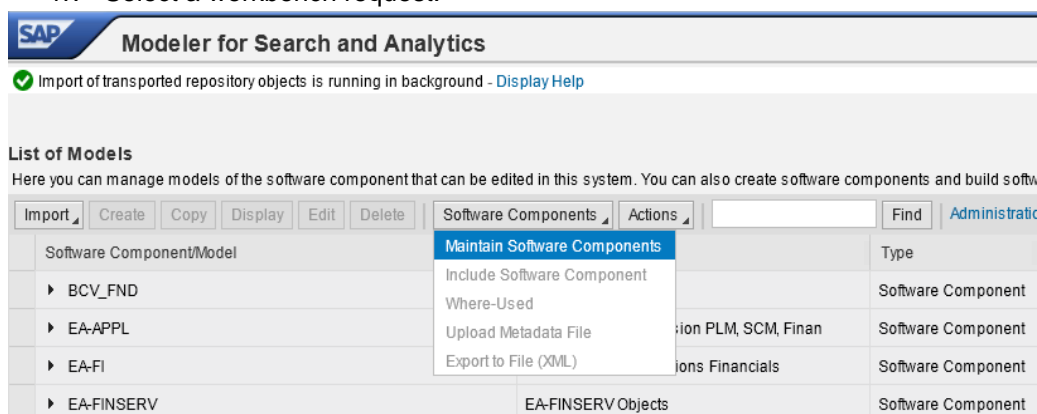 Select a workbench request.
SAP
Modeler for Search and Analytics
Import of transported repository objects is running in background - Display Help
List of Models
Here you can manage models of the software component that can be edited in this system. You can also create software components and build softw
Import Create Copy Display Edit Delete Software Components Actions Find Administratio
Software Component/Model Maintain Software Components Type
Include Software Component
BCV_FND Software Component
Where-Used
EA-APPL Upload Metadata File sion PLM, SCM, Finan Software Component
EA-FI Export to File (XML) ions Financials Software Component
EA-FINSERV EA-FINSERV Objects Software Component